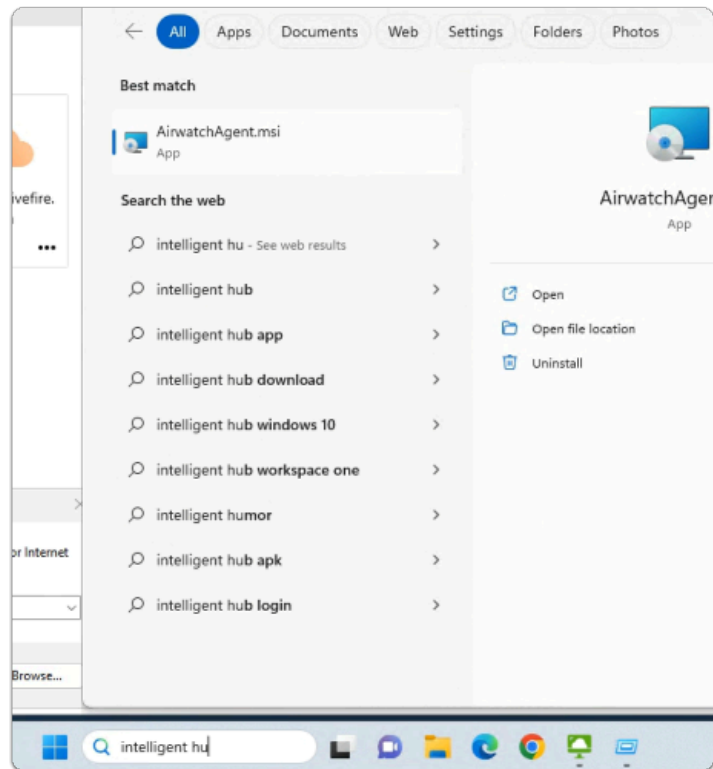 All Apps Documents Web Settings Folders Photos
Best match
AirwatchAgent.msi
App
Search the web
intelligent hu - See web results
intelligent hub
intelligent hub app
intelligent hub download
intelligent hub windows 10
intelligent hub workspace one
intelligent humor
intelligent hub apk
intelligent hub login
AirwatchAger
App
Open
Open file location
Uninstall
ivefire.
or Internet
Browse...
intelligent hu